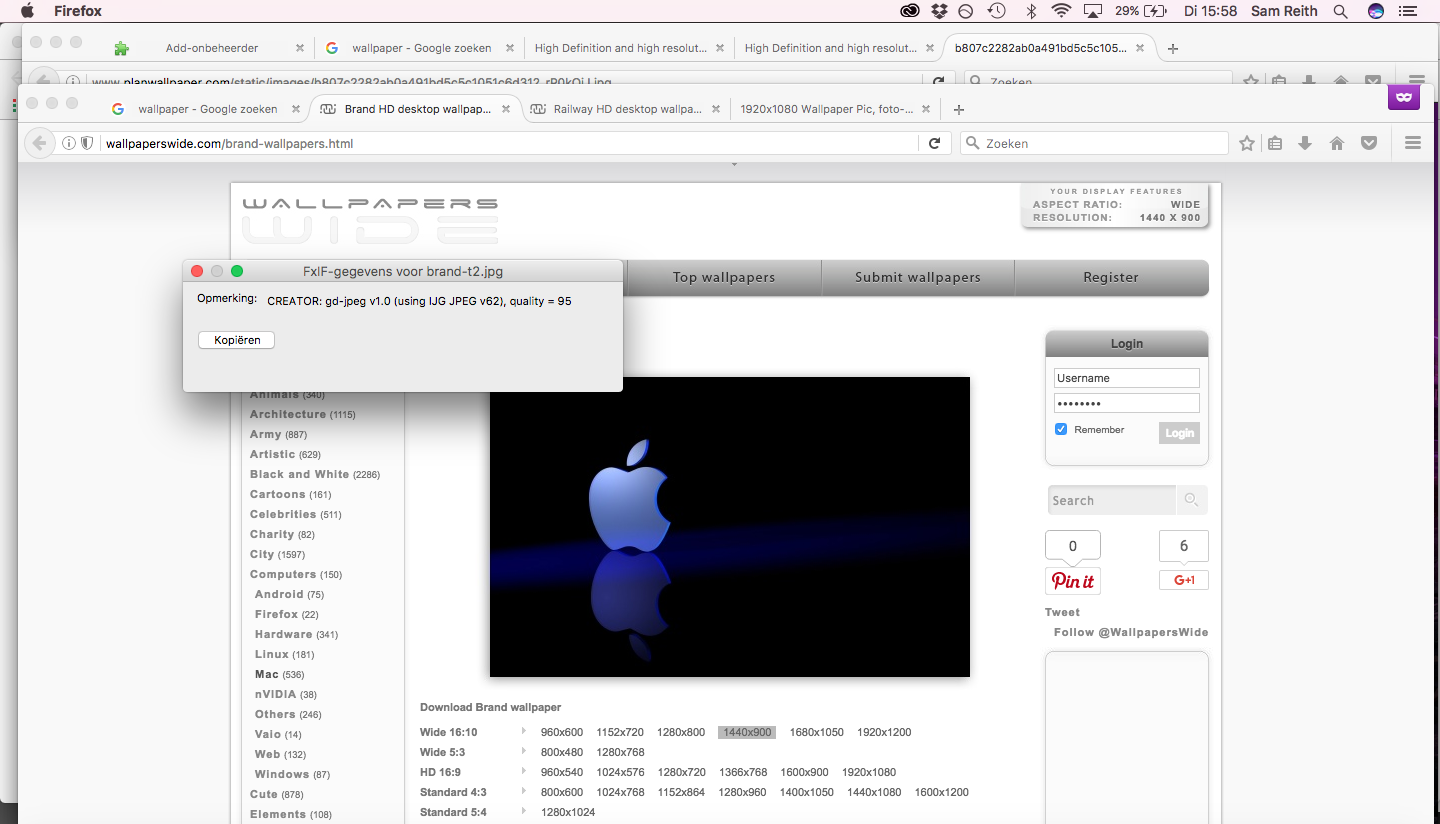 Firefox
29%
Di 15:58
Sam Reith
Add-onbeheerder
wallpaper - Google zoeken
High Definition and high resolut...
High Definition and high resolut...
b807c2282ab0a491bd5c5c105...
www.planwallpaper.com/static/images/b807c2282ab0a491bd5c5c1051c6d312_rR0kOiJ.jpg
Zoeken
wallpaper - Google zoeken
Brand HD desktop wallpap...
Railway HD desktop wallpa...
1920x1080 Wallpaper Pic, foto-...
wallpaperswide.com/brand-wallpapers.html
Zoeken
WALLPAPERS
WIDE
YOUR DISPLAY FEATURES
ASPECT RATIO: WIDE
RESOLUTION: 1440 X 900
FxIF-gegevens voor brand-t2.jpg
Opmerking: CREATOR: gd-jpeg v1.0 (using IJG JPEG v62), quality = 95
Kopiëren
Top wallpapers
Submit wallpapers
Register
Animals (340)
Architecture (1115)
Army (887)
Artistic (629)
Black and White (2286)
Cartoons (161)
Celebrities (511)
Charity (82)
City (1597)
Computers (150)
Android (75)
Firefox (22)
Hardware (341)
Linux (181)
Mac (536)
nVIDIA (38)
Others (246)
Vaio (14)
Web (132)
Windows (87)
Cute (878)
Elements (108)
Download Brand wallpaper
Wide 16:10 960x600 1152x720 1280x800 1440x900 1680x1050 1920x1200
Wide 5:3 800x480 1280x768
HD 16:9 960x540 1024x576 1280x720 1366x768 1600x900 1920x1080
Standard 4:3 800x600 1024x768 1152x864 1280x960 1400x1050 1440x1080 1600x1200
Standard 5:4 1280x1024
Login
Username
Remember
Login
Search
0
6
Pin it
G+1
Tweet
Follow @WallpapersWide